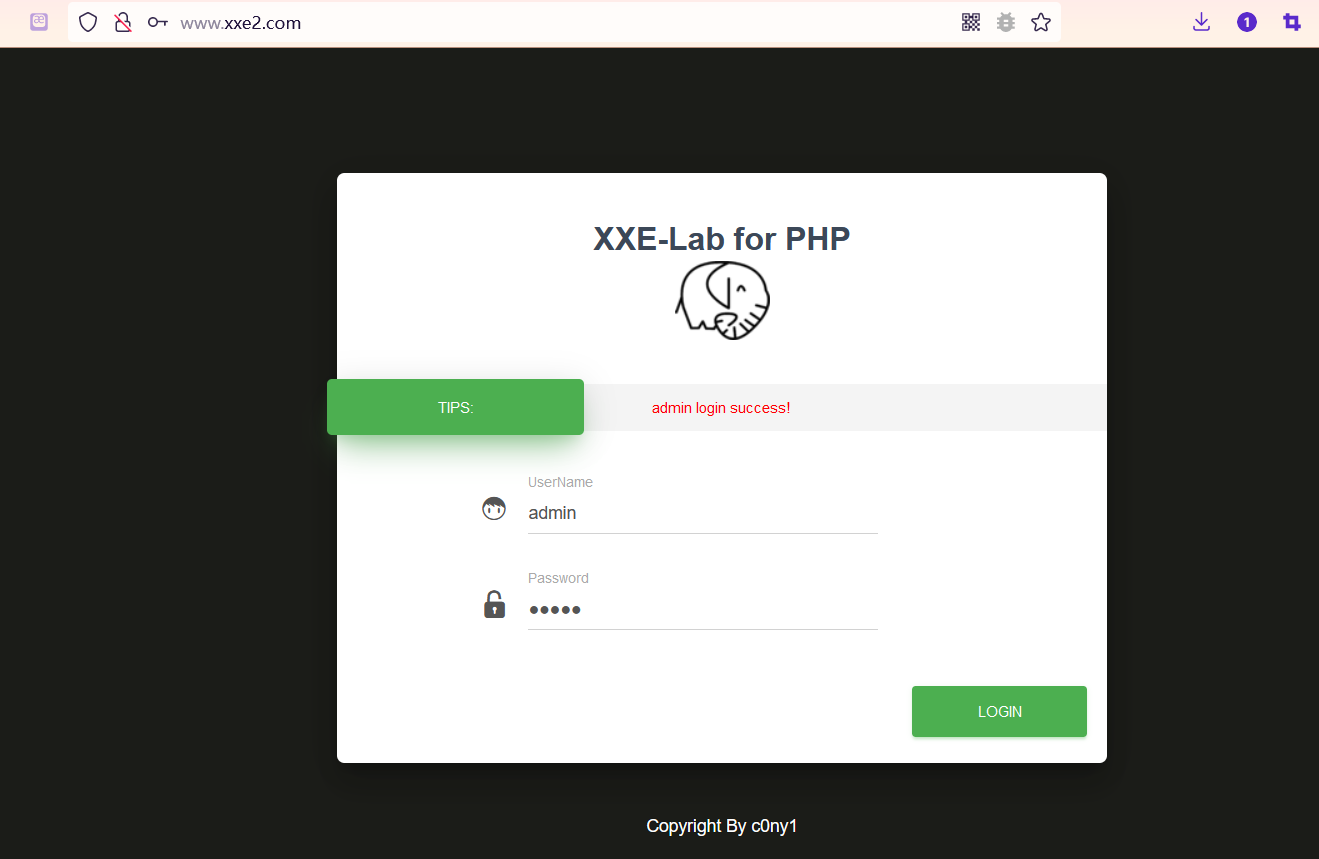 www.xxe2.com
1
XXE-Lab for PHP
TIPS:
admin login success!
UserName
admin
Password
●●●●●
LOGIN
Copyright By c0ny1